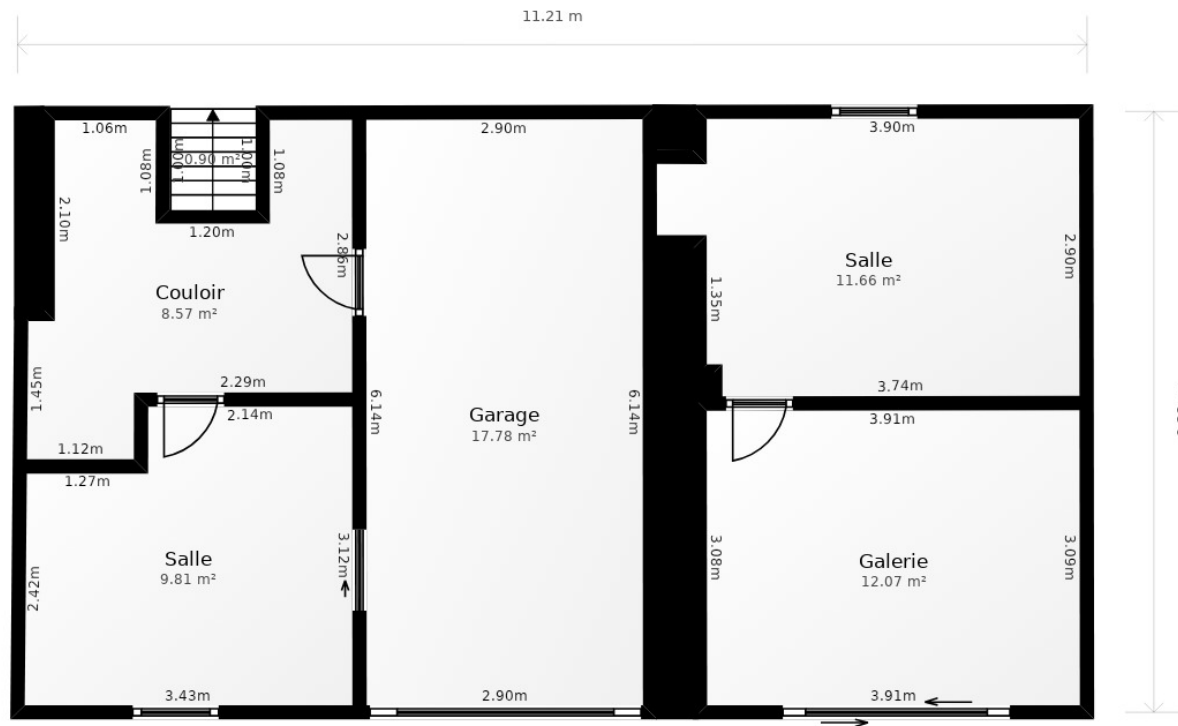 11.21 m
1.06m
2.90m
3.90m
1.08m
1.00m
0.90 m²
1.00m
1.08m
2.10m
1.20m
2.86m
2.90m
Salle
11.66 m²
1.35m
Couloir
8.57 m²
1.45m
2.29m
2.14m
6.14m
Garage
17.78 m²
6.14m
3.74m
3.91m
1.12m
1.27m
Salle
9.81 m²
3.12m
2.42m
3.08m
Galerie
12.07 m²
3.09m
3.43m
2.90m
3.91m